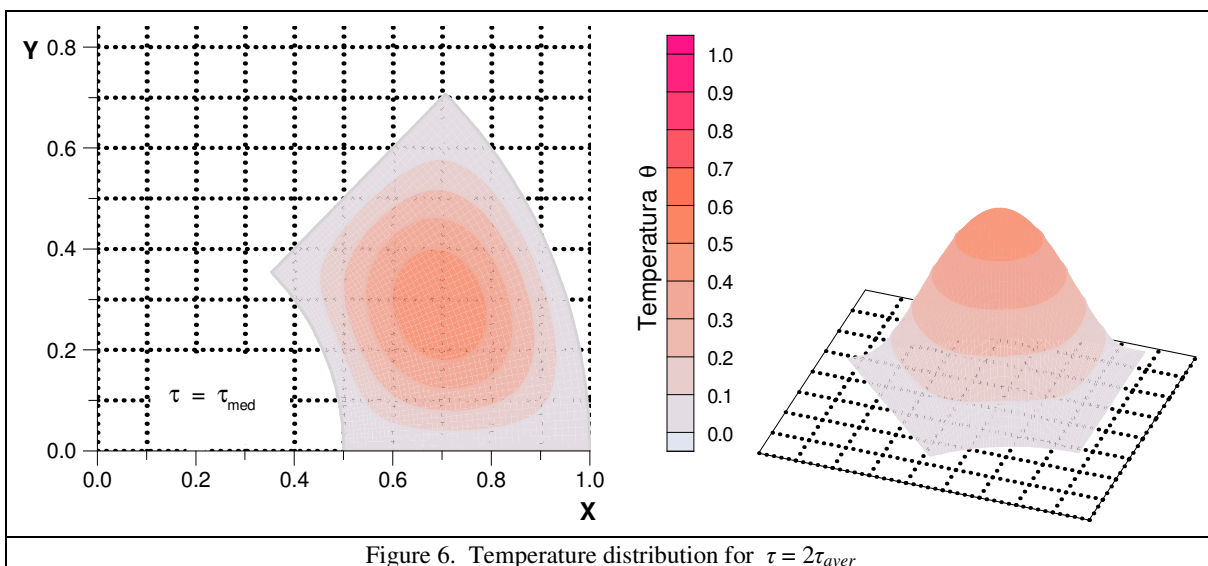 Y
0.8
0.6
0.4
0.2
0.0
τ = τmed
0.0 0.2 0.4 0.6 0.8 1.0
X
Temperatura θ
1.0
0.9
0.8
0.7
0.6
0.5
0.4
0.3
0.2
0.1
0.0
Figure 6. Temperature distribution for τ = 2τaver